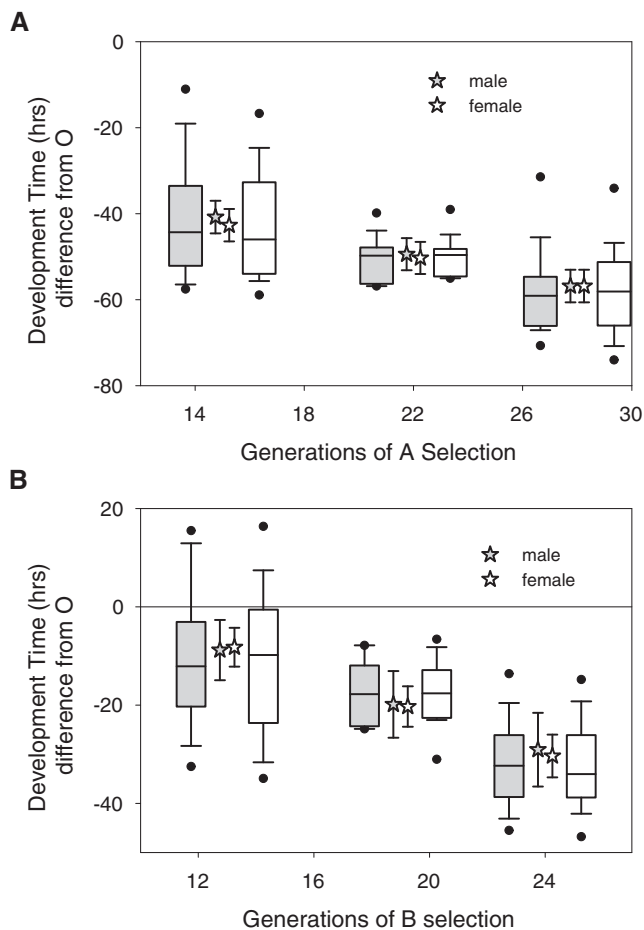 A
0
-20
-40
-60
-80
Development Time (hrs)
difference from O
male
female
14
18
22
26
30
Generations of A Selection
B
20
0
-20
-40
Development Time (hrs)
difference from O
male
female
12
16
20
24
Generations of B selection